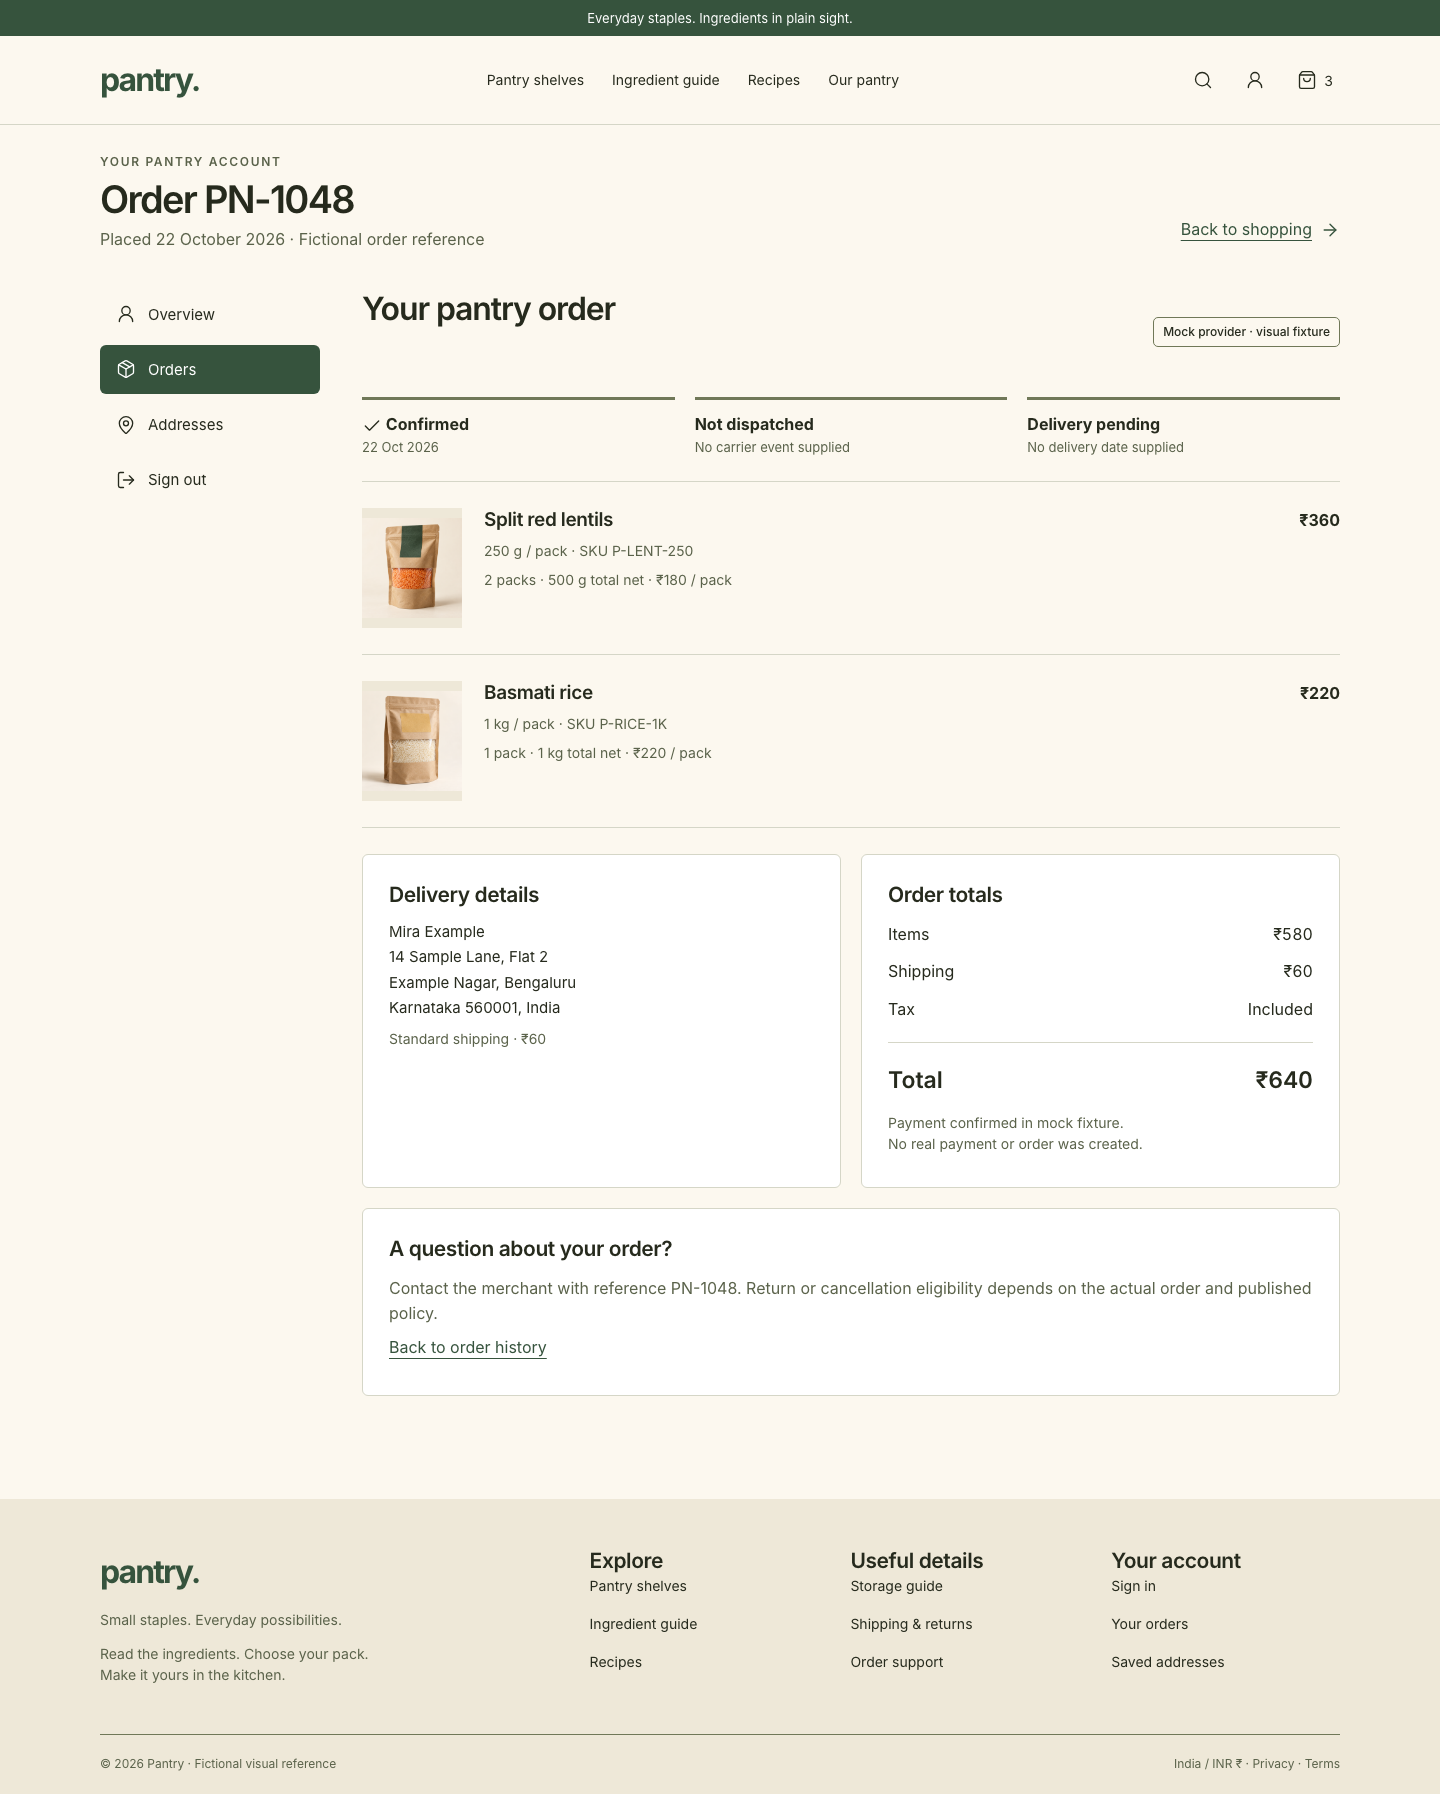 Everyday staples. Ingredients in plain sight.
pantry.
Pantry shelves
Ingredient guide
Recipes
Our pantry
3
YOUR PANTRY ACCOUNT
Order PN-1048
Placed 22 October 2026 · Fictional order reference
Back to shopping
Overview
Orders
Addresses
Sign out
Your pantry order
Mock provider · visual fixture
Confirmed
22 Oct 2026
Not dispatched
No carrier event supplied
Delivery pending
No delivery date supplied
Split red lentils
₹360
250 g / pack · SKU P-LENT-250
2 packs · 500 g total net · ₹180 / pack
Basmati rice
₹220
1 kg / pack · SKU P-RICE-1K
1 pack · 1 kg total net · ₹220 / pack
Delivery details
Mira Example
14 Sample Lane, Flat 2
Example Nagar, Bengaluru
Karnataka 560001, India
Standard shipping · ₹60
Order totals
Items ₹580
Shipping ₹60
Tax Included
Total ₹640
Payment confirmed in mock fixture.
No real payment or order was created.
A question about your order?
Contact the merchant with reference PN-1048. Return or cancellation eligibility depends on the actual order and published
policy.
Back to order history
pantry.
Small staples. Everyday possibilities.
Read the ingredients. Choose your pack.
Make it yours in the kitchen.
Explore
Pantry shelves
Ingredient guide
Recipes
Useful details
Storage guide
Shipping & returns
Order support
Your account
Sign in
Your orders
Saved addresses
© 2026 Pantry · Fictional visual reference
India / INR ₹ · Privacy · Terms